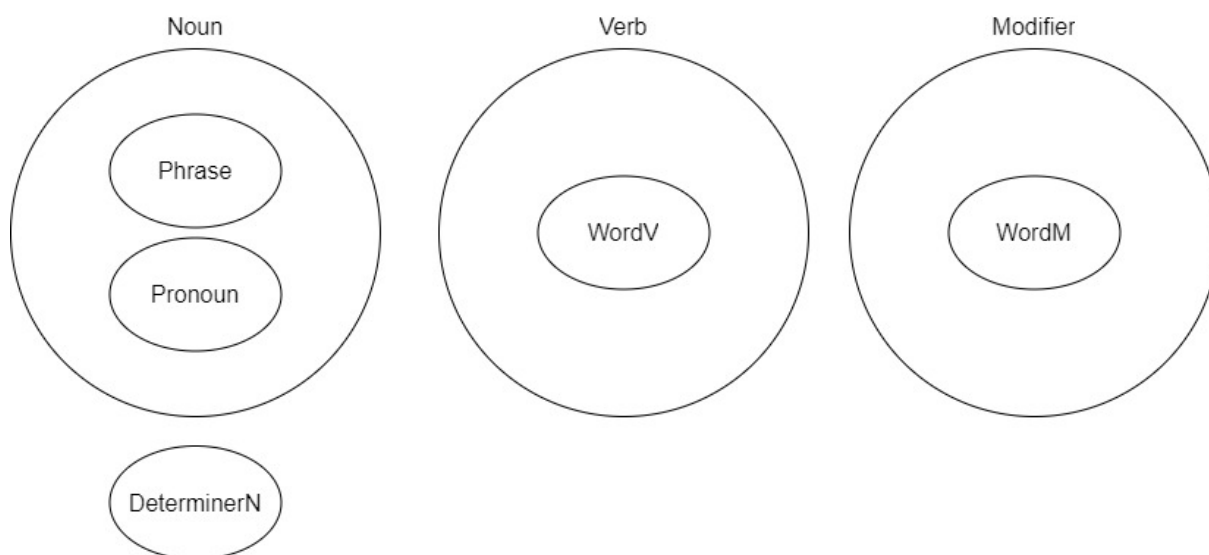 Noun
Verb
Modifier
Phrase
Pronoun
WordV
WordM
DeterminerN